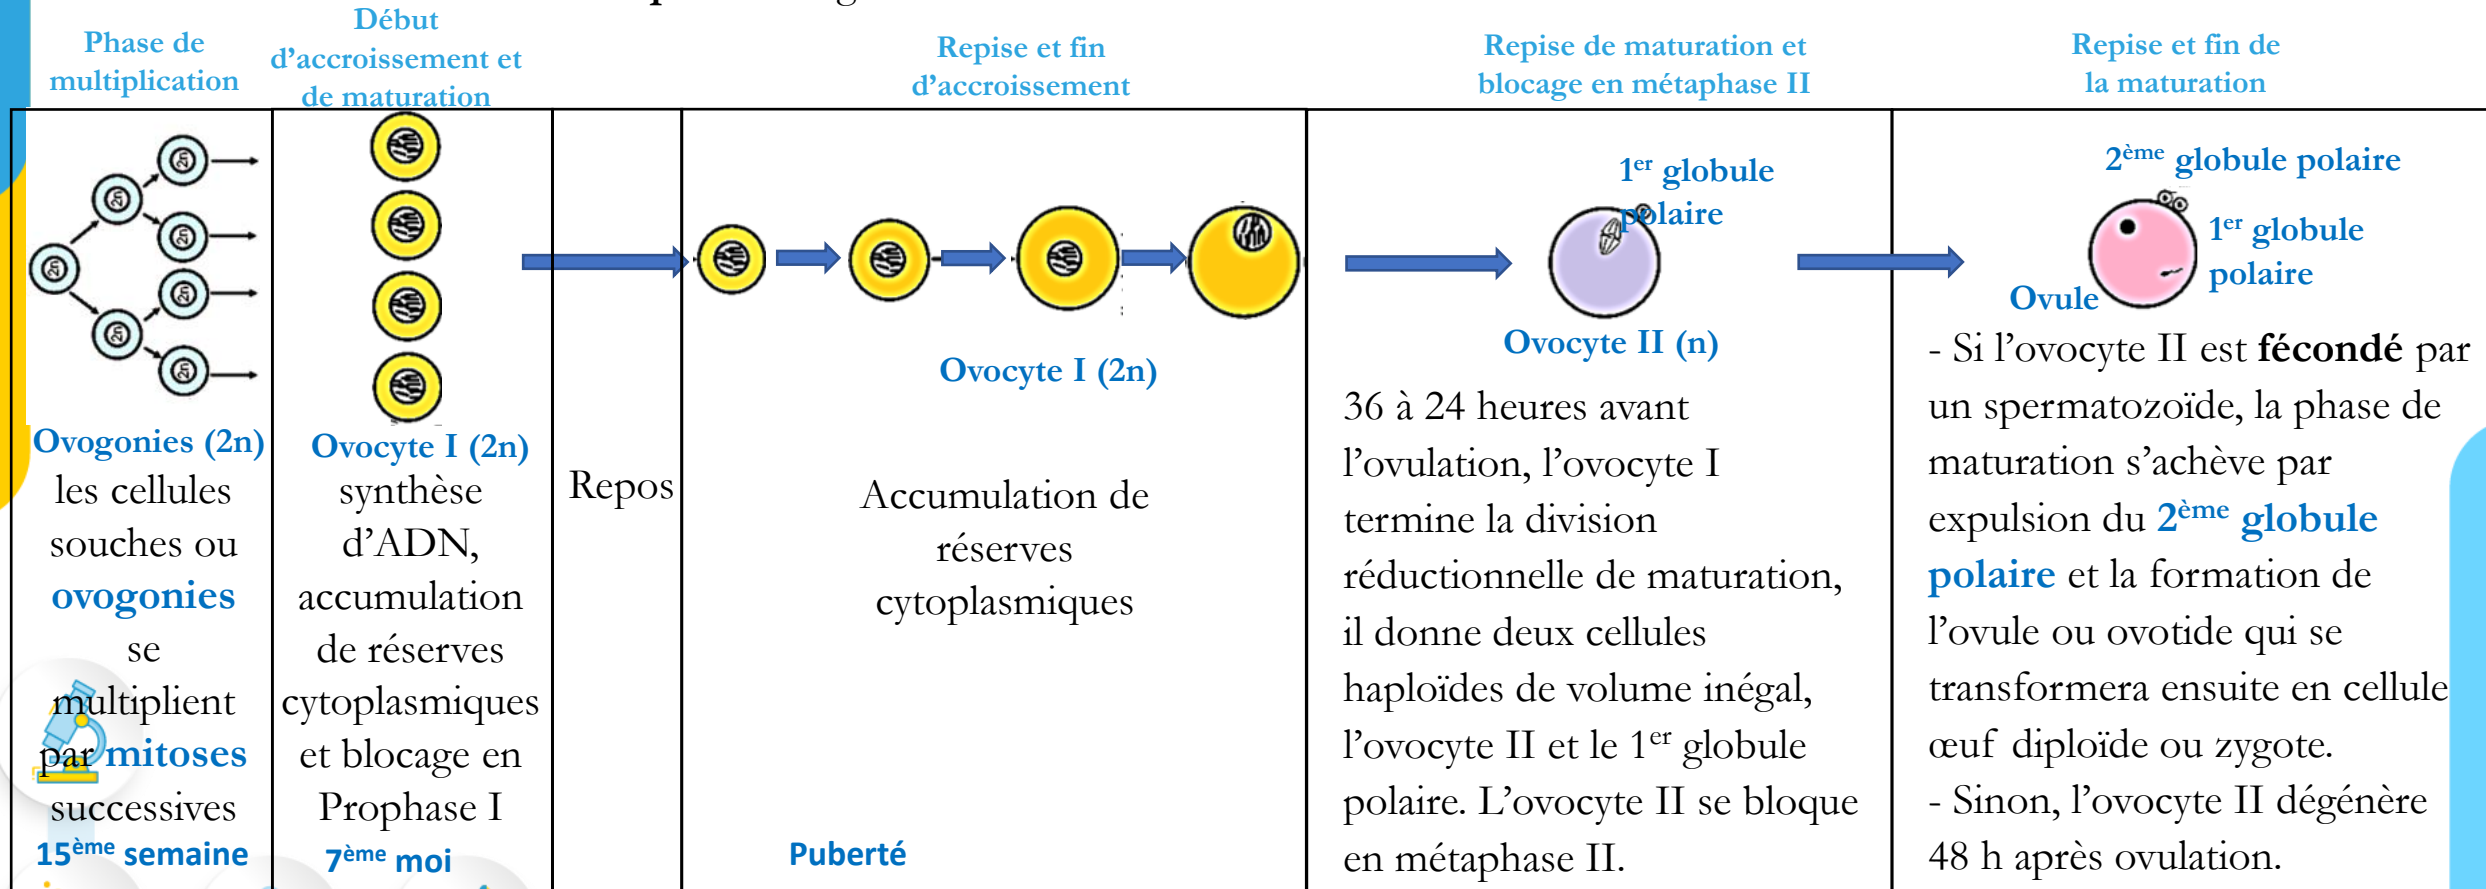 Phase de
multiplication
Début
d'accroissement et
de maturation
Repise et fin
d'accroissement
Repise de maturation et
blocage en métaphase II
Repise et fin de
la maturation
2n
2n
2n
2n
2n
2n
2n
Ovogonies (2n)
les cellules
souches ou
ovogonies
se
multiplient
par mitoses
successives
15ème semaine
Ovocyte I (2n)
synthèse
d'ADN,
accumulation
de réserves
cytoplasmiques
et blocage en
Prophase I
7ème moi
Repos
Ovocyte I (2n)
Accumulation de
réserves
cytoplasmiques
Puberté
1er globule
polaire
Ovocyte II (n)
36 à 24 heures avant
l'ovulation, l'ovocyte I
termine la division
réductionnelle de maturation,
il donne deux cellules
haploïdes de volume inégal,
l'ovocyte II et le 1er globule
polaire. L'ovocyte II se bloque
en métaphase II.
2ème globule polaire
1er globule
polaire
Ovule
- Si l'ovocyte II est fécondé par
un spermatozoïde, la phase de
maturation s'achève par
expulsion du 2ème globule
polaire et la formation de
l'ovule ou ovotide qui se
transformera ensuite en cellule
œuf diploïde ou zygote.
- Sinon, l'ovocyte II dégénère
48 h après ovulation.